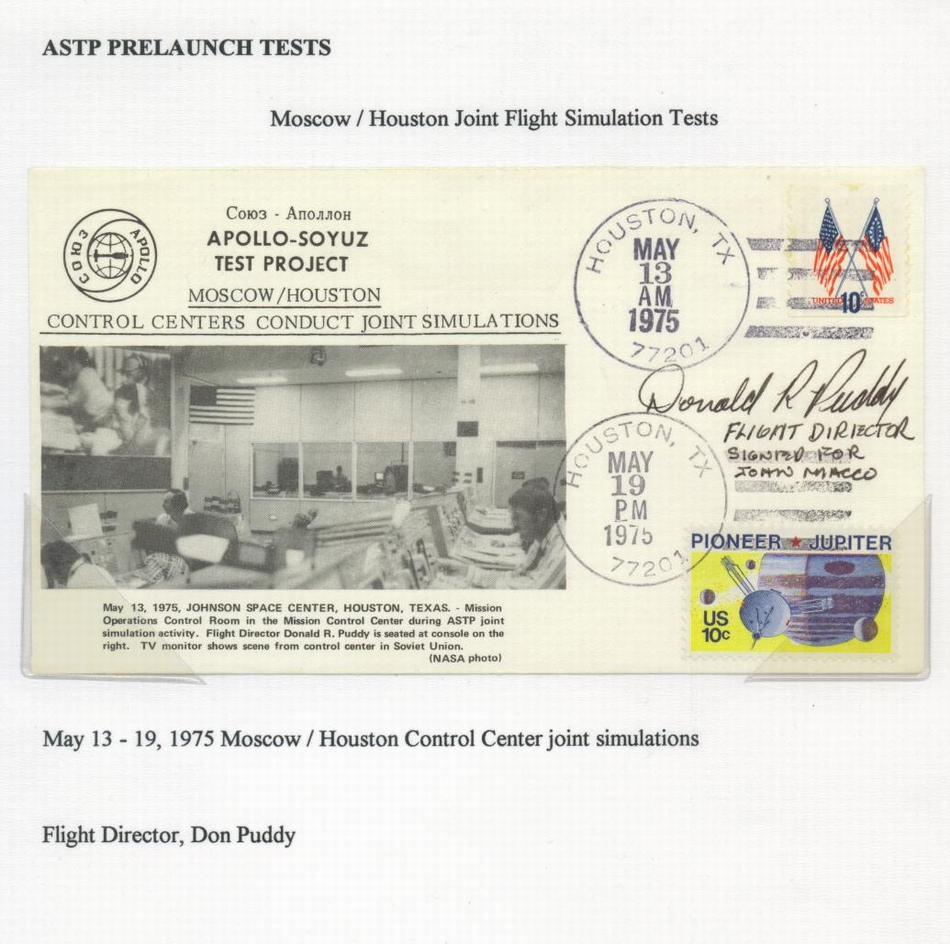 ASTP PRELAUNCH TESTS
Moscow / Houston Joint Flight Simulation Tests
СОЮЗ APOLLO
Союз - Аполлон
APOLLO-SOYUZ
TEST PROJECT
MOSCOW/HOUSTON
CONTROL CENTERS CONDUCT JOINT SIMULATIONS
HOUSTON, TX
MAY
13
AM
1975
77201
UNITED STATES
10c
Donald R Puddy
FLIGHT DIRECTOR
SIGNED FOR
JOHN MACCO
HOUSTON, TX
MAY
19
PM
1975
77201
PIONEER ★ JUPITER
US
10c
May 13, 1975, JOHNSON SPACE CENTER, HOUSTON, TEXAS. - Mission
Operations Control Room in the Mission Control Center during ASTP joint
simulation activity. Flight Director Donald R. Puddy is seated at console on the
right. TV monitor shows scene from control center in Soviet Union.
(NASA photo)
May 13 - 19, 1975 Moscow / Houston Control Center joint simulations
Flight Director, Don Puddy